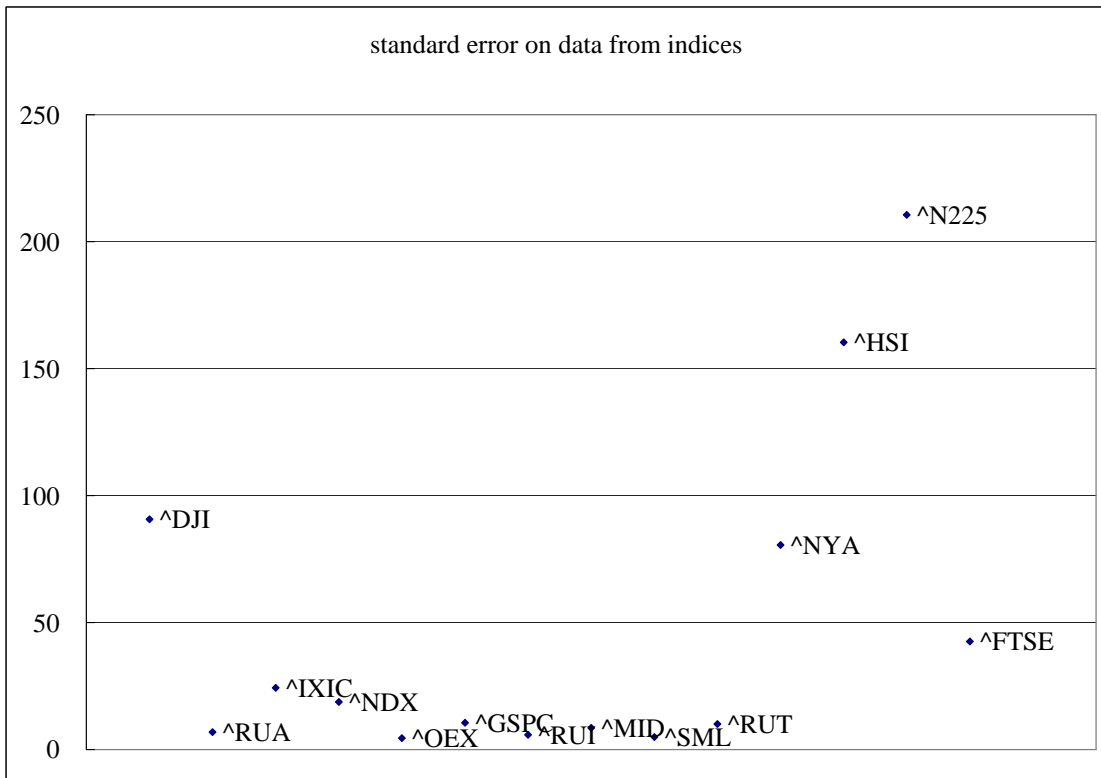 standard error on data from indices
250
200
150
100
50
0
^N225
^HSI
^DJI
^NYA
^FTSE
^IXIC
^NDX
^RUA
^OEX
^GSPC
^RUI
^MID
^SML
^RUT